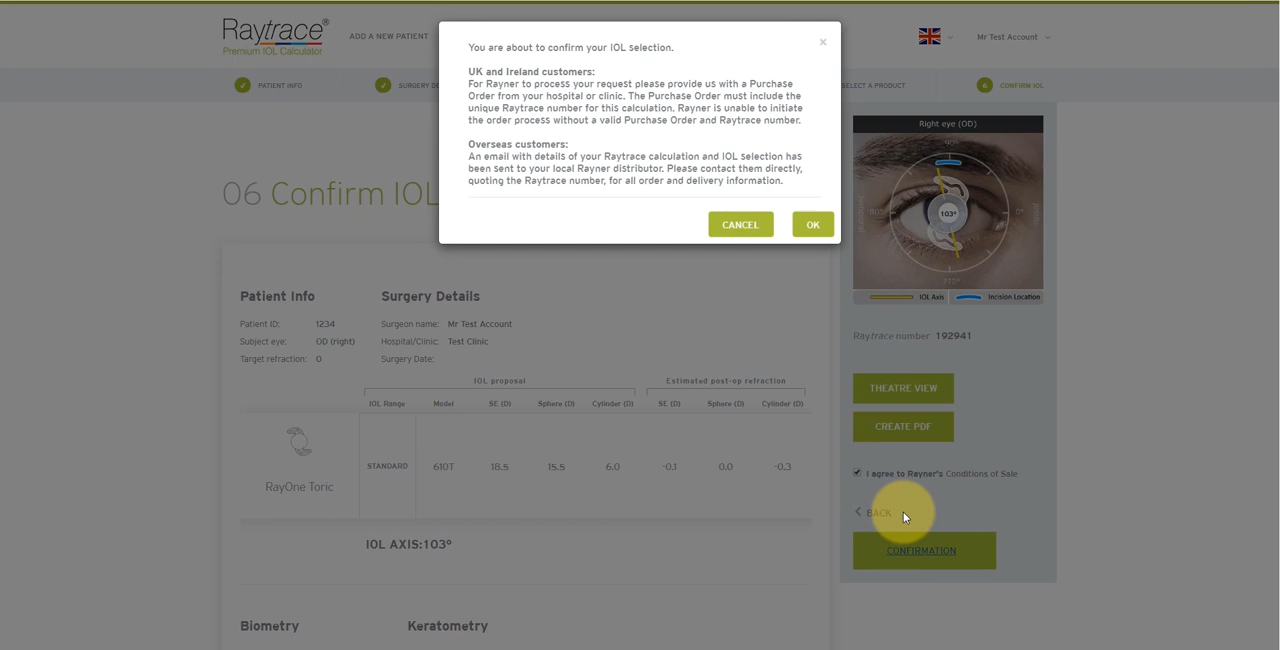 Raytrace®
Premium IOL Calculator
ADD A NEW PATIENT
Mr Test Account
PATIENT INFO
SURGERY DE
SELECT A PRODUCT
6 CONFIRM IOL
You are about to confirm your IOL selection.
×
UK and Ireland customers:
For Rayner to process your request please provide us with a Purchase
Order from your hospital or clinic. The Purchase Order must include the
unique Raytrace number for this calculation. Rayner is unable to initiate
the order process without a valid Purchase Order and Raytrace number.
Overseas customers:
An email with details of your Raytrace calculation and IOL selection has
been sent to your local Rayner distributor. Please contact them directly,
quoting the Raytrace number, for all order and delivery information.
CANCEL
OK
06 Confirm IOL
Patient Info
Patient ID: 1234
Subject eye: OD (right)
Target refraction: 0
Surgery Details
Surgeon name: Mr Test Account
Hospital/Clinic: Test Clinic
Surgery Date:
IOL proposal
Estimated post-op refraction
IOL Range Model SE (D) Sphere (D) Cylinder (D) SE (D) Sphere (D) Cylinder (D)
STANDARD 610T 18.5 15.5 6.0 -0.1 0.0 -0.3
RayOne Toric
IOL AXIS:103°
Biometry
Keratometry
Right eye (OD)
90°
180°
103°
0°
IOL Axis
Incision Location
Raytrace number 192941
THEATRE VIEW
CREATE PDF
I agree to Rayner's Conditions of Sale
BACK
CONFIRMATION